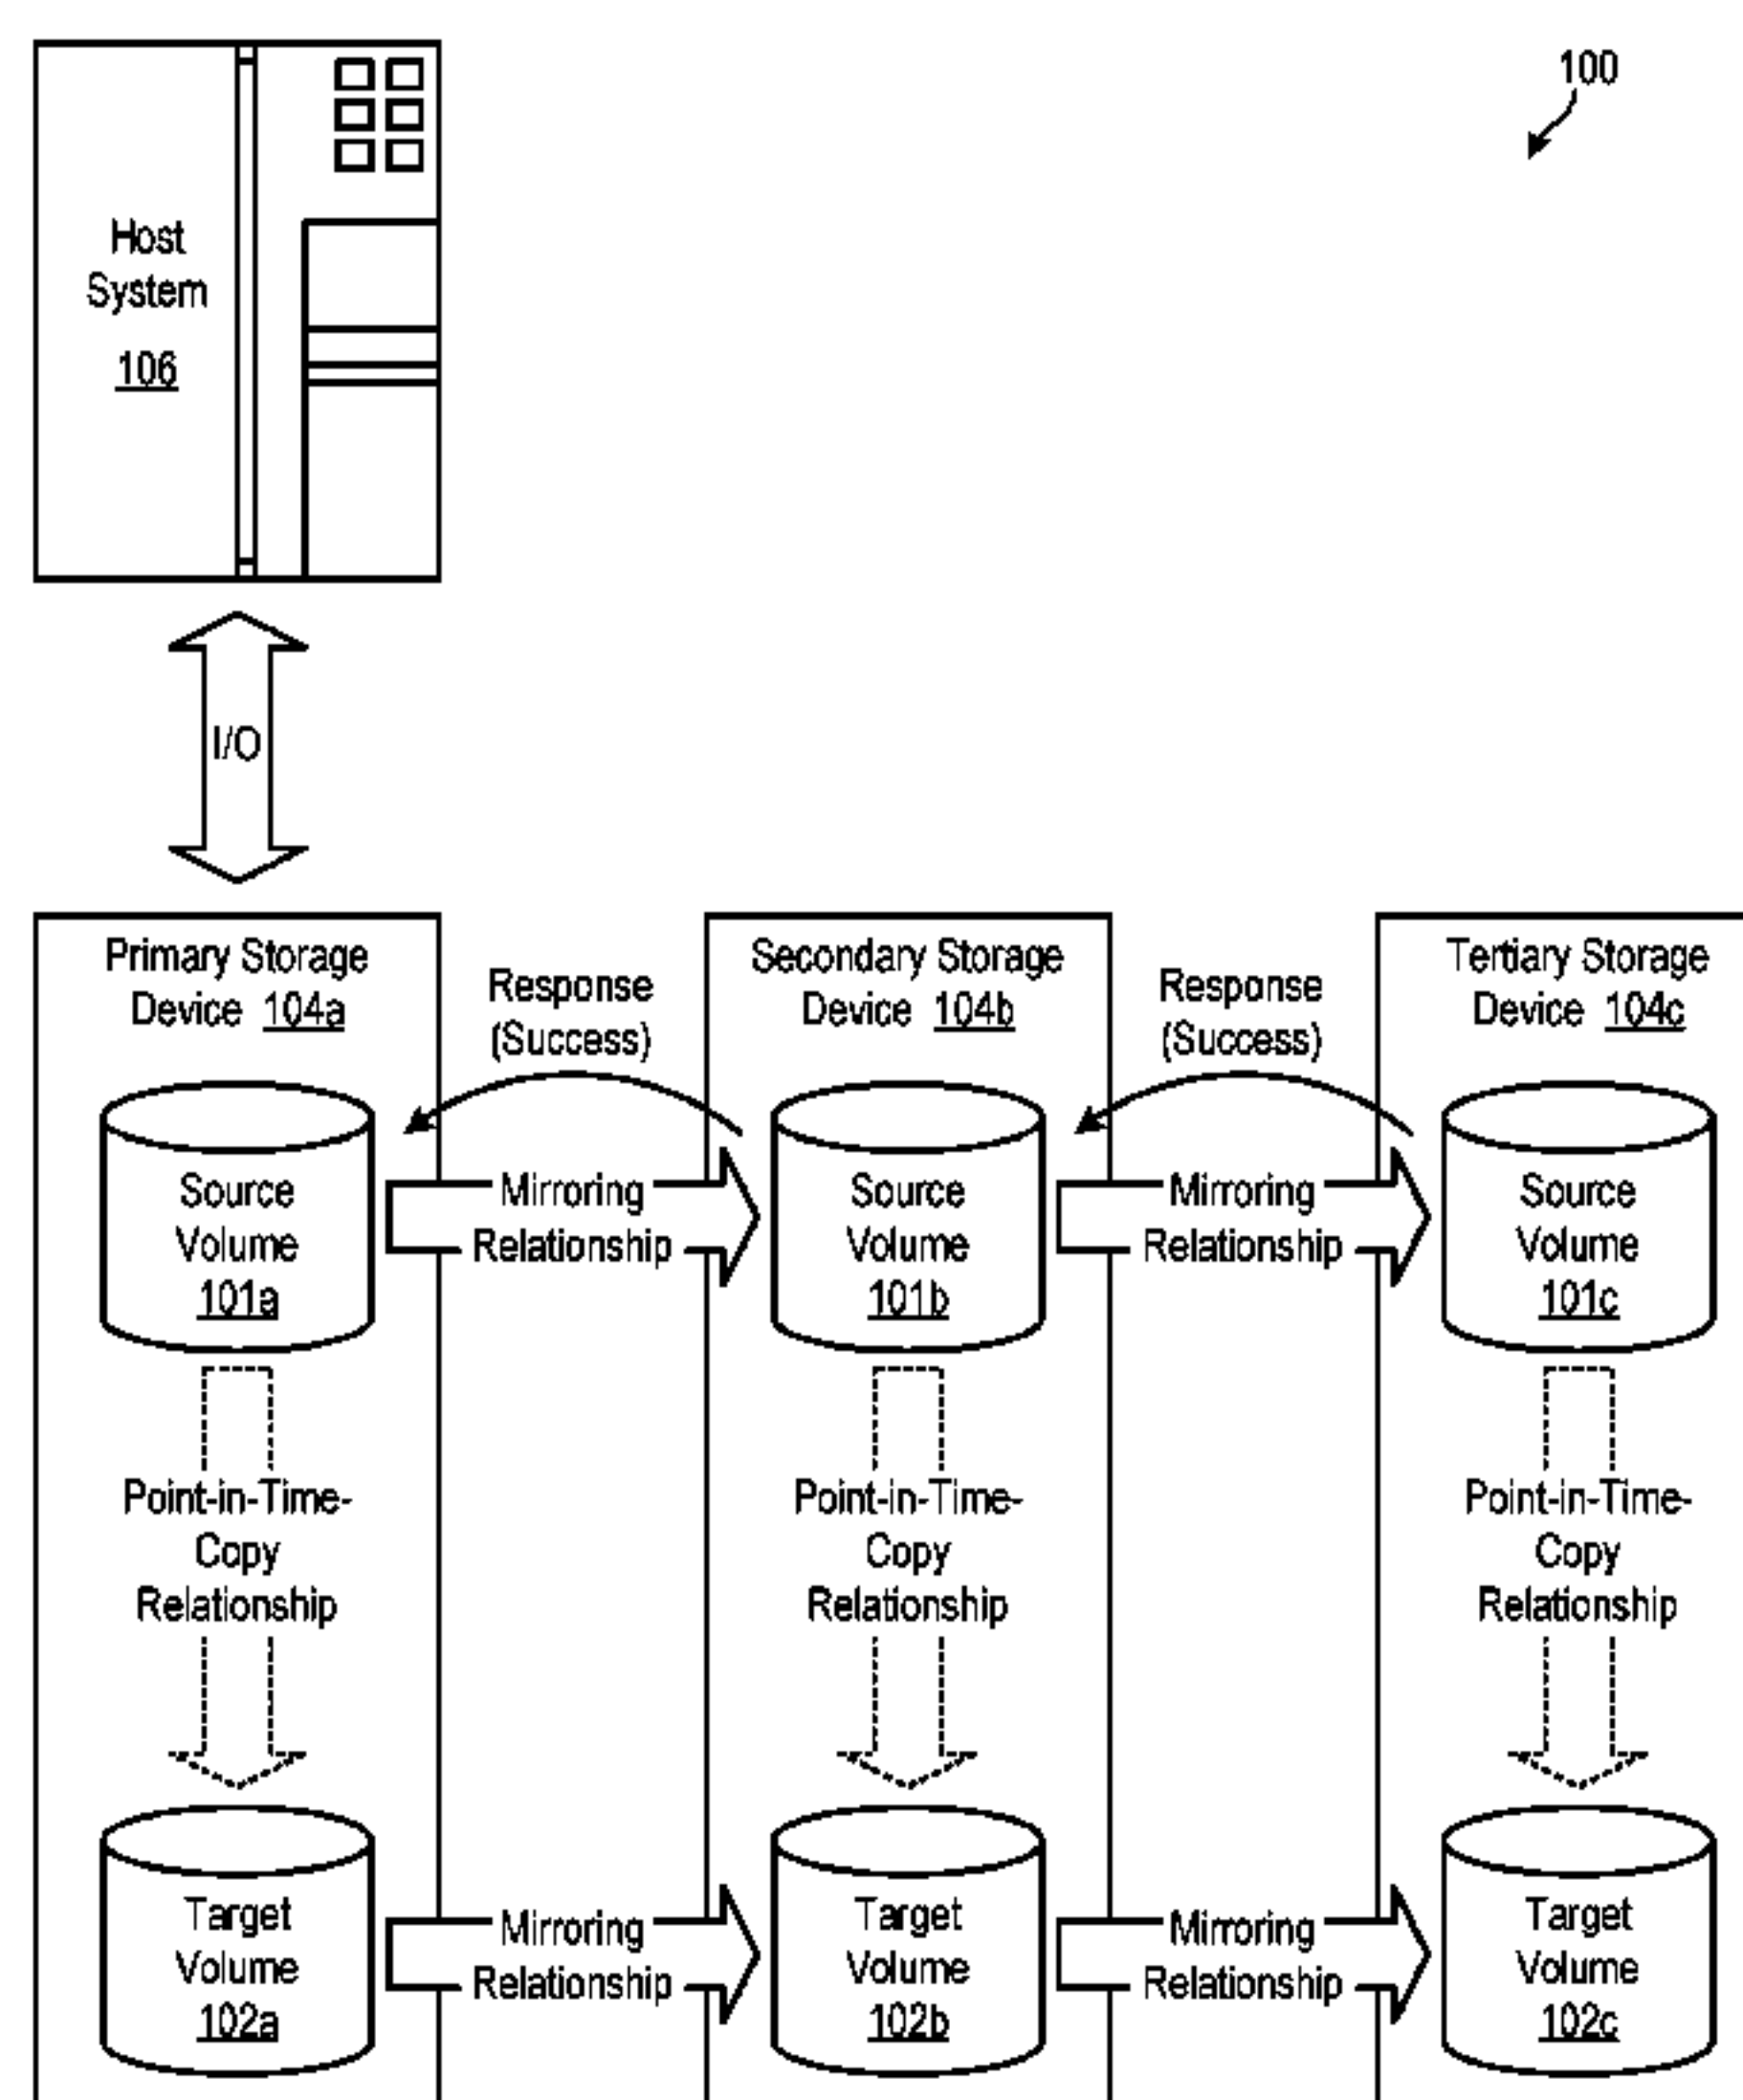 100
Host
System
106
I/O
Primary Storage
Device 104a
Response
(Success)
Secondary Storage
Device 104b
Response
(Success)
Tertiary Storage
Device 104c
Source
Volume
101a
Mirroring
Relationship
Source
Volume
101b
Mirroring
Relationship
Source
Volume
101c
Point-in-Time-
Copy
Relationship
Point-in-Time-
Copy
Relationship
Point-in-Time-
Copy
Relationship
Target
Volume
102a
Mirroring
Relationship
Target
Volume
102b
Mirroring
Relationship
Target
Volume
102c